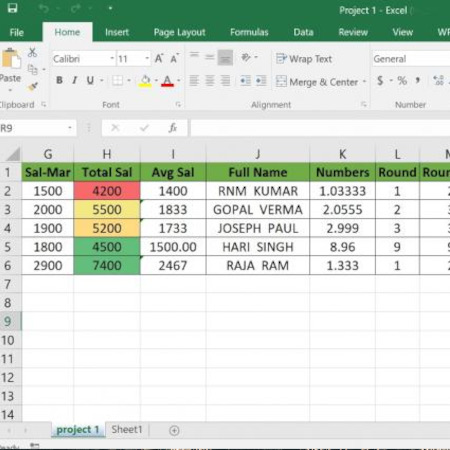 Project 1 - Excel
File Home Insert Page Layout Formulas Data Review View
Paste Calibri 11 A A Wrap Text General
B I U A Merge & Center $ %
Clipboard Font Alignment Number
R9 fx
G H I J K L
1 Sal-Mar Total Sal Avg Sal Full Name Numbers Round
2 1500 4200 1400 RNM KUMAR 1.03333 1
3 2000 5500 1833 GOPAL VERMA 2.0555 2
4 1900 5200 1733 JOSEPH PAUL 2.999 3
5 1800 4500 1500.00 HARI SINGH 8.96 9
6 2900 7400 2467 RAJA RAM 1.333 1
7
8
9
10
11
12
13
14
project 1 Sheet1